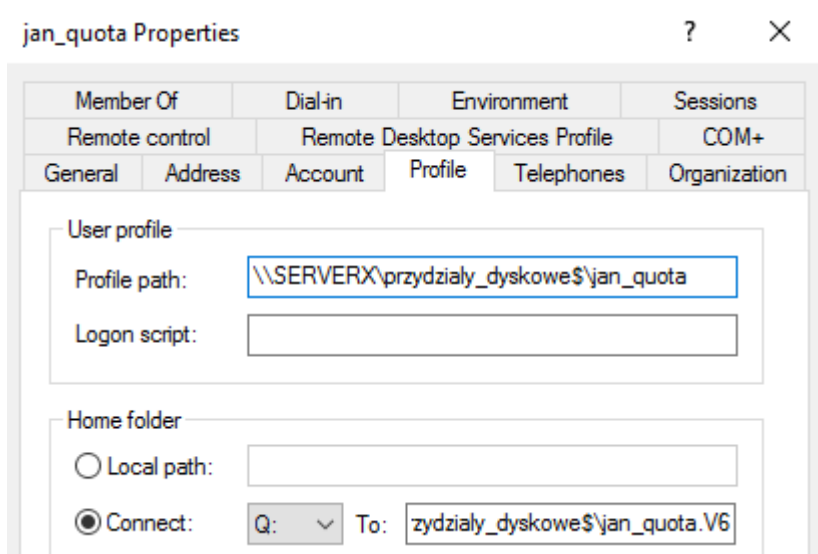 jan_quota Properties ? ✕
Member Of Dial-in Environment Sessions
Remote control Remote Desktop Services Profile COM+
General Address Account Profile Telephones Organization
User profile
Profile path: \\SERVERX\przydzialy_dyskowe$\jan_quota
Logon script:
Home folder
Local path:
Connect: Q: To: zydzialy_dyskowe$\jan_quota.V6